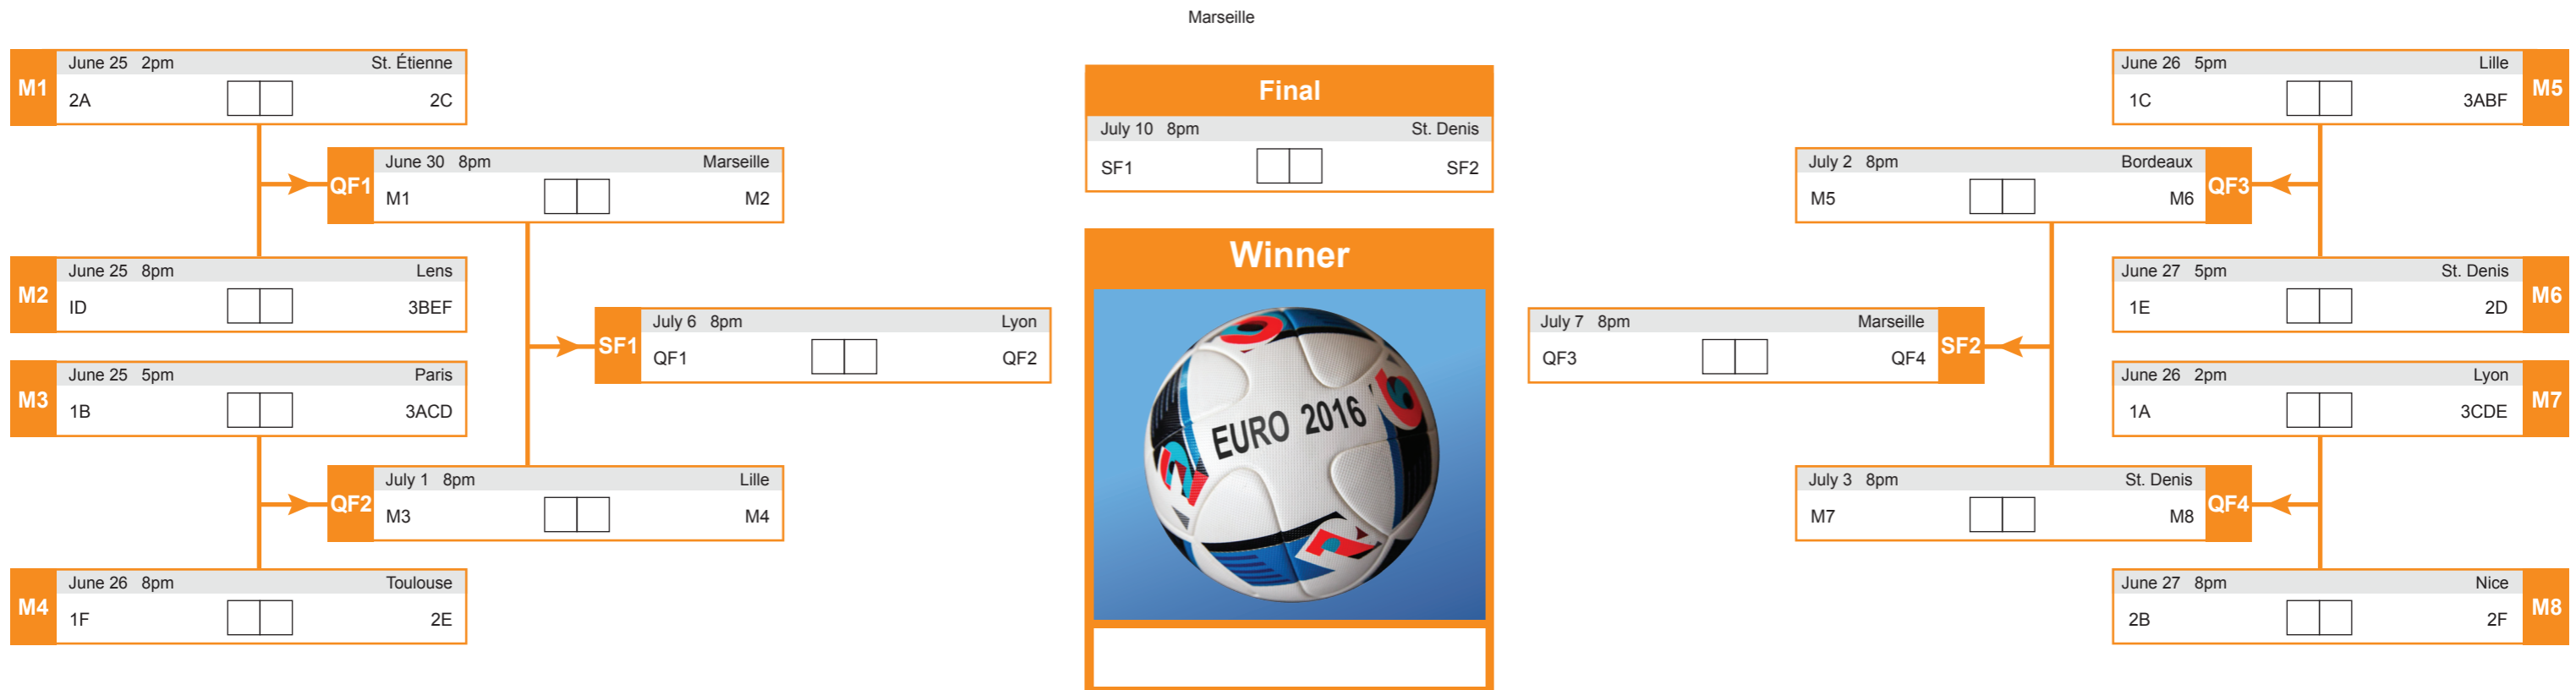 Marseille
M1
June 25 2pm St. Étienne
2A 2C
QF1
June 30 8pm Marseille
M1 M2
M2
June 25 8pm Lens
ID 3BEF
SF1
July 6 8pm Lyon
QF1 QF2
M3
June 25 5pm Paris
1B 3ACD
QF2
July 1 8pm Lille
M3 M4
M4
June 26 8pm Toulouse
1F 2E
Final
July 10 8pm St. Denis
SF1 SF2
Winner
EURO 2016
June 26 5pm Lille
1C 3ABF
M5
July 2 8pm Bordeaux
M5 M6
QF3
June 27 5pm St. Denis
1E 2D
M6
July 7 8pm Marseille
QF3 QF4
SF2
June 26 2pm Lyon
1A 3CDE
M7
July 3 8pm St. Denis
M7 M8
QF4
June 27 8pm Nice
2B 2F
M8